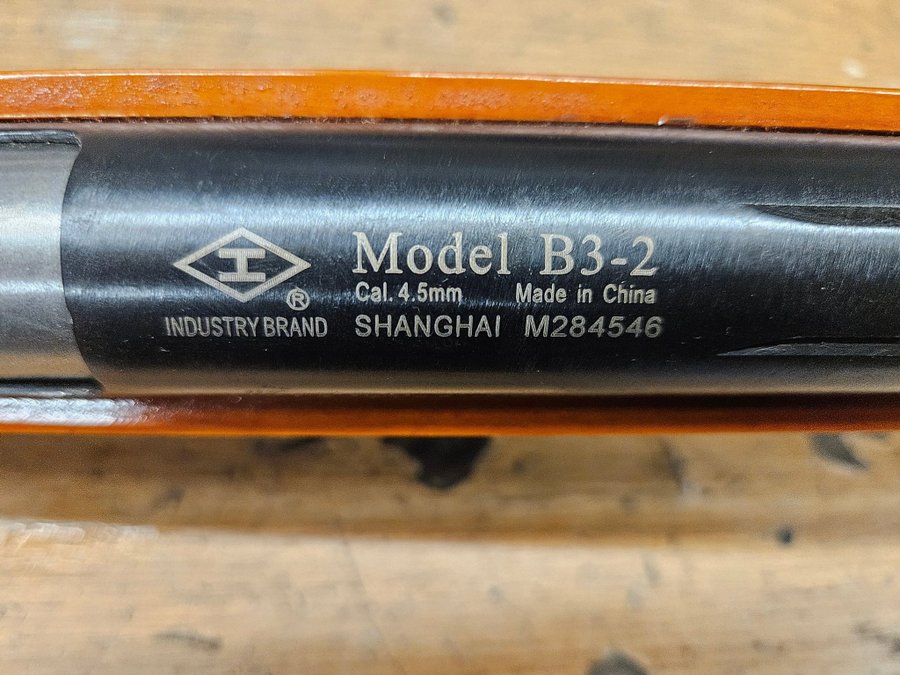 Model B3-2
Cal. 4.5mm Made in China
SHANGHAI M284546
®
INDUSTRY BRAND